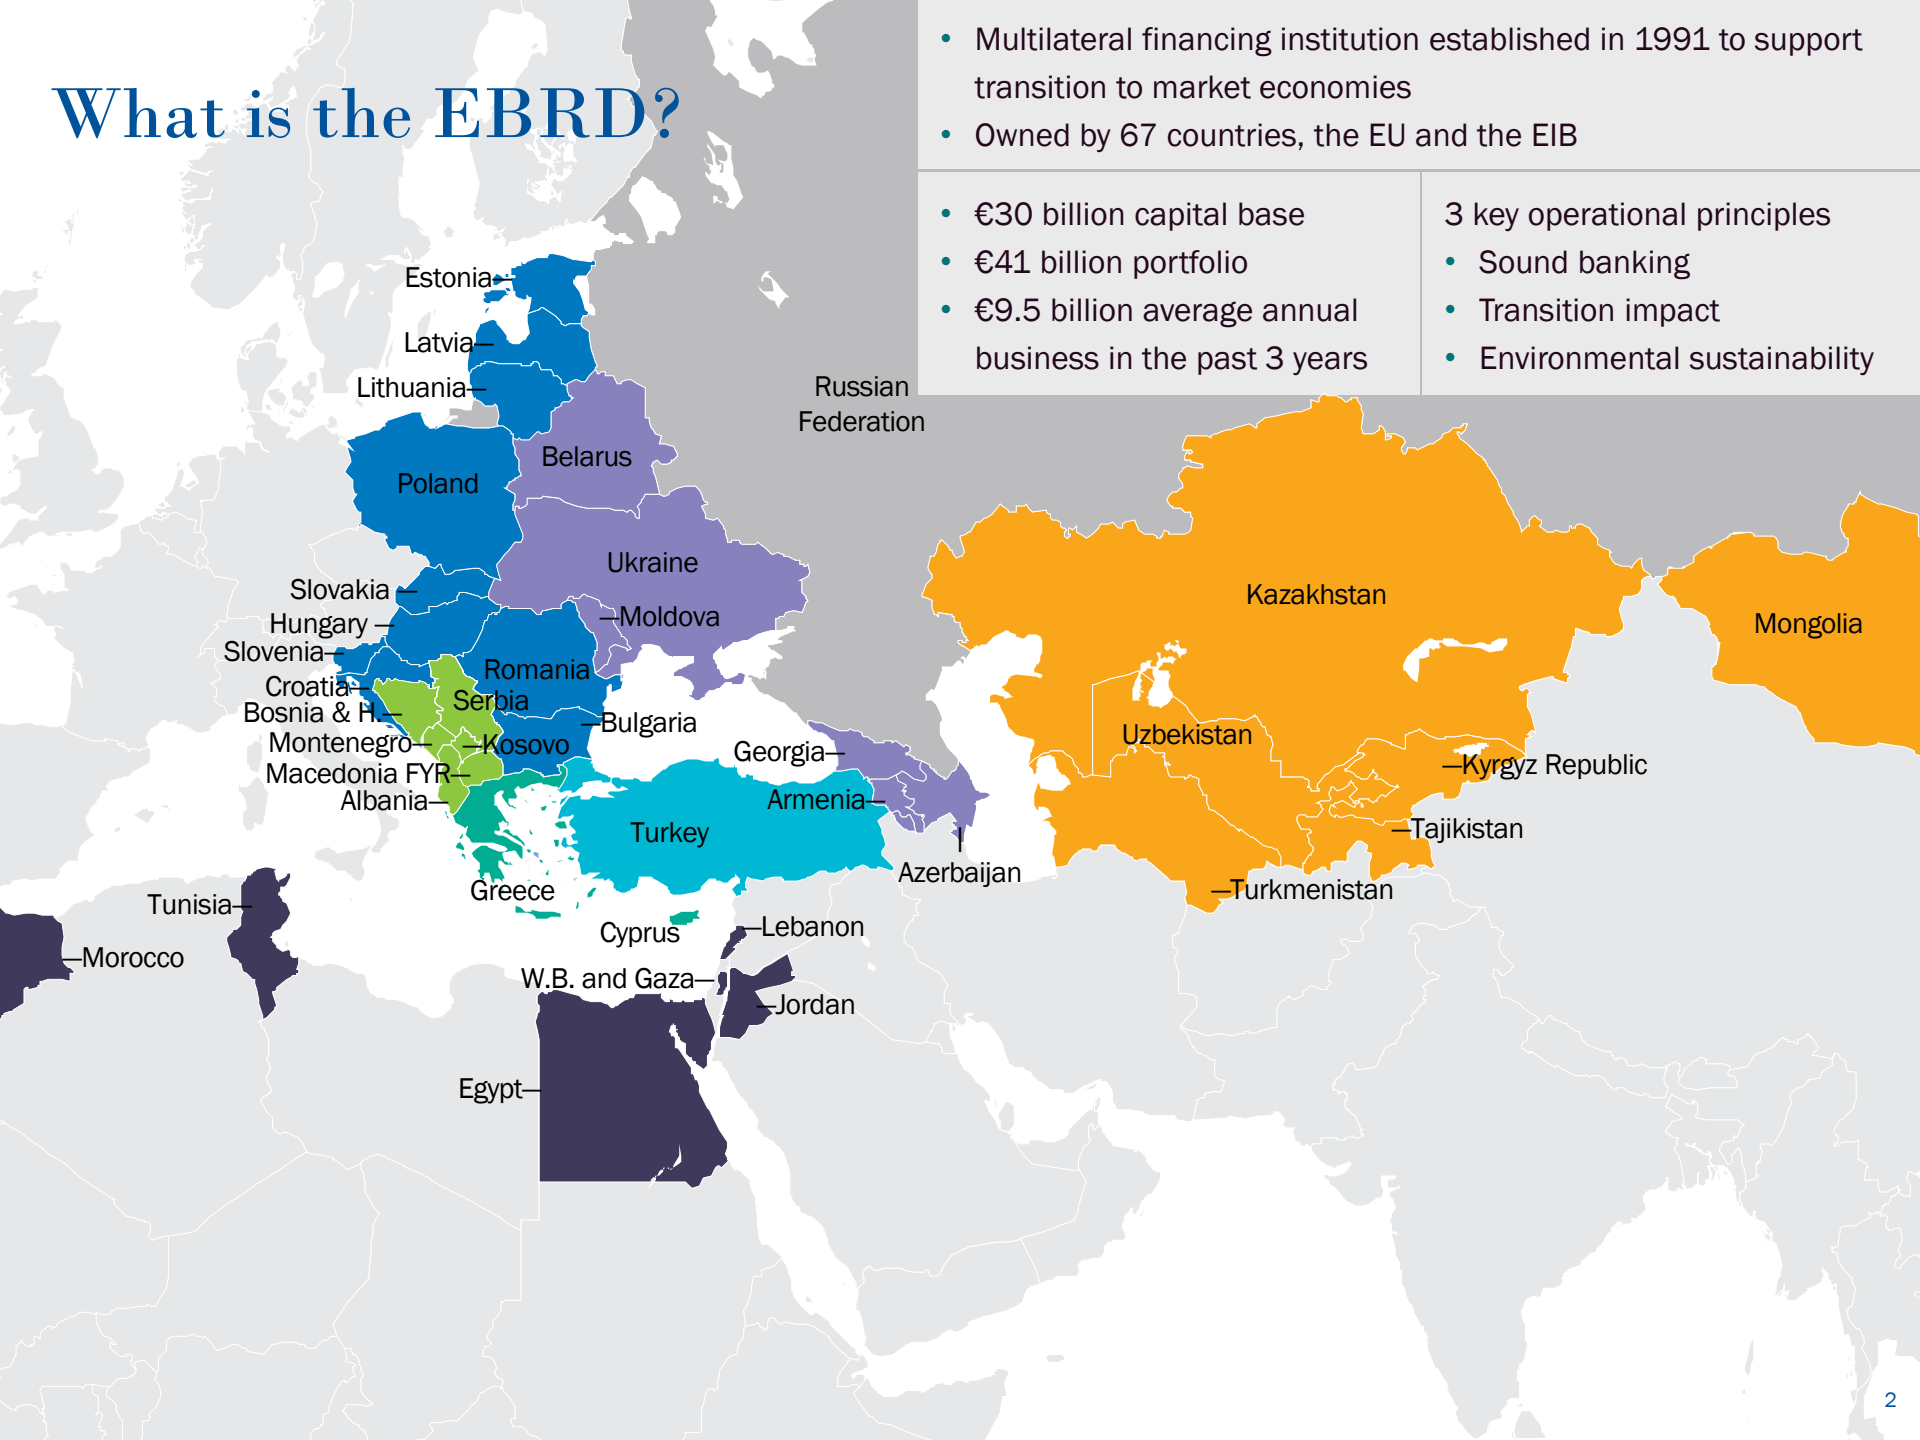 What is the EBRD?
• Multilateral financing institution established in 1991 to support
transition to market economies
• Owned by 67 countries, the EU and the EIB
• €30 billion capital base
• €41 billion portfolio
• €9.5 billion average annual
business in the past 3 years
3 key operational principles
• Sound banking
• Transition impact
• Environmental sustainability
Estonia
Latvia
Lithuania
Russian
Federation
Belarus
Poland
Ukraine
Slovakia
Moldova
Hungary
Slovenia
Romania
Croatia
Serbia
Bosnia & H.
Bulgaria
Montenegro
Kosovo
Macedonia FYR
Albania
Georgia
Armenia
Turkey
Azerbaijan
Greece
Cyprus
Kazakhstan
Mongolia
Uzbekistan
Kyrgyz Republic
Tajikistan
Turkmenistan
Tunisia
Morocco
Lebanon
W.B. and Gaza
Jordan
Egypt
2